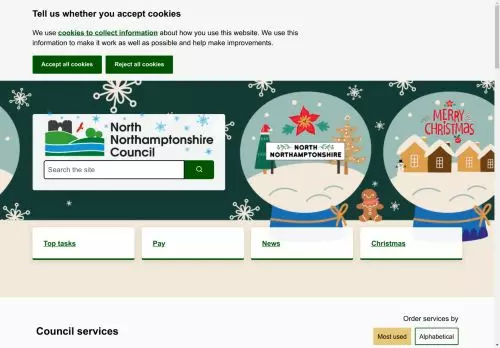 Tell us whether you accept cookies
We use cookies to collect information about how you use this website. We use
this information to make it work as well as possible and help make improvements.
Accept all cookies
Reject all cookies
North
Northamptonshire
Council
Search the site
NORTH
NORTHAMPTONSHIRE
MERRY
CHRISTMAS
Top tasks
Pay
News
Christmas
Order services by
Council services
Most used
Alphabetical